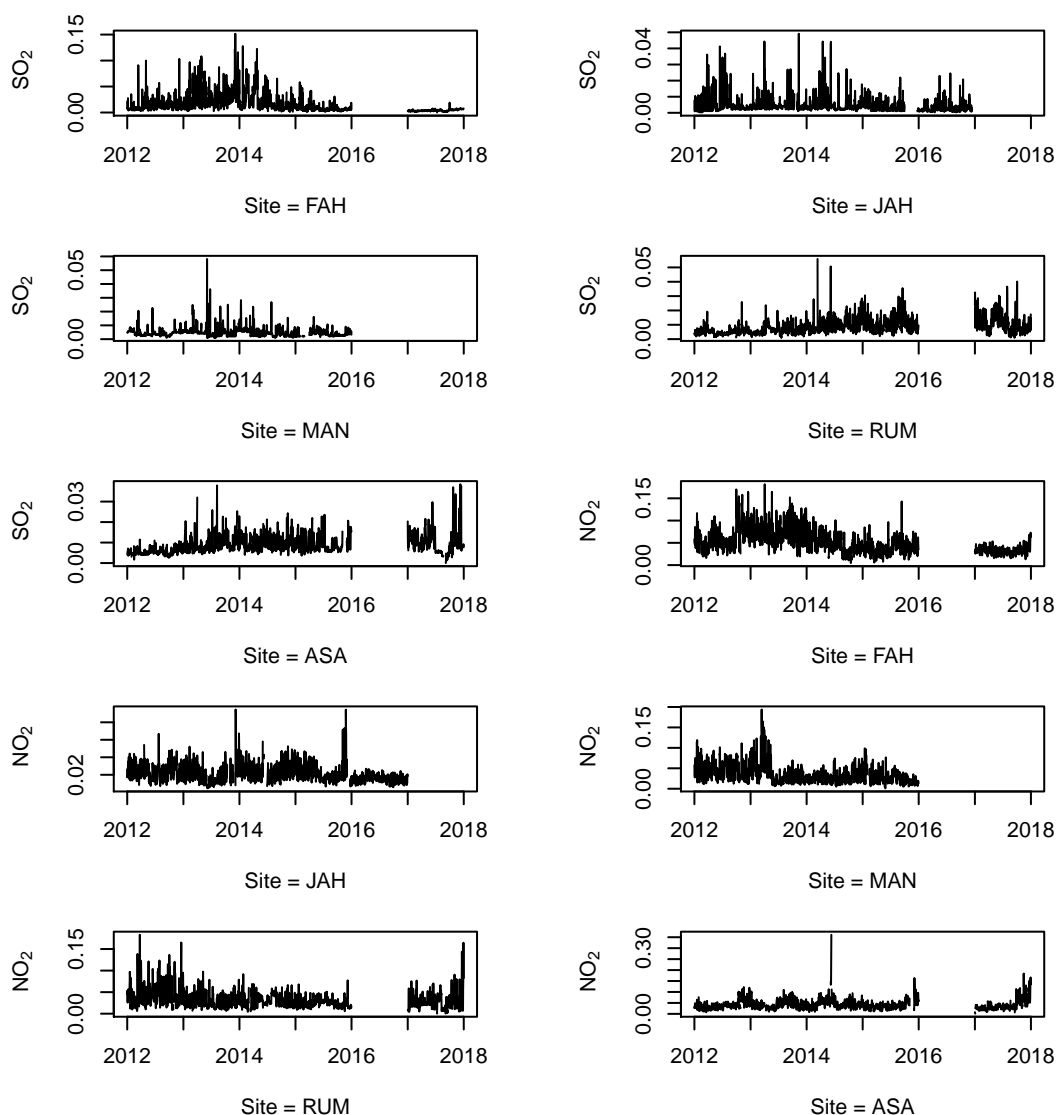 SO₂
0.00 0.15
2012 2014 2016 2018
Site = FAH
SO₂
0.00 0.04
2012 2014 2016 2018
Site = JAH
SO₂
0.00 0.05
2012 2014 2016 2018
Site = MAN
SO₂
0.00 0.05
2012 2014 2016 2018
Site = RUM
SO₂
0.00 0.03
2012 2014 2016 2018
Site = ASA
NO₂
0.00 0.15
2012 2014 2016 2018
Site = FAH
NO₂
0.02
2012 2014 2016 2018
Site = JAH
NO₂
0.00 0.15
2012 2014 2016 2018
Site = MAN
NO₂
0.00 0.15
2012 2014 2016 2018
Site = RUM
NO₂
0.00 0.30
2012 2014 2016 2018
Site = ASA